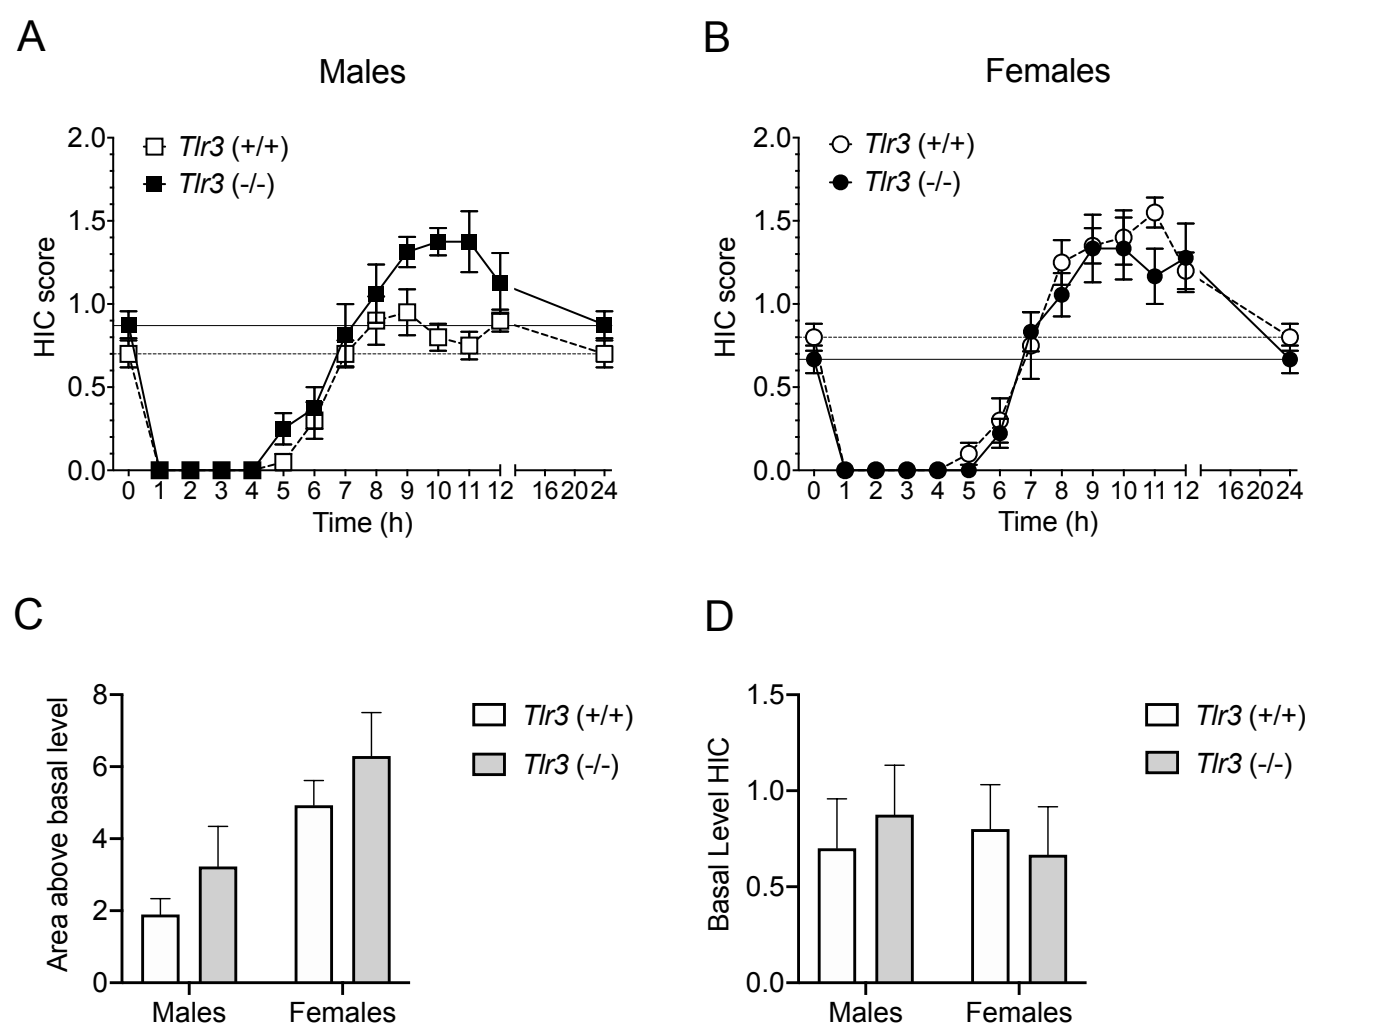 A
Males
2.0
1.5
1.0
0.5
0.0
HIC score
Tlr3 (+/+)
Tlr3 (-/-)
0 1 2 3 4 5 6 7 8 9 10 11 12 16 20 24
Time (h)
B
Females
2.0
1.5
1.0
0.5
0.0
HIC score
Tlr3 (+/+)
Tlr3 (-/-)
0 1 2 3 4 5 6 7 8 9 10 11 12 16 20 24
Time (h)
C
8
6
4
2
0
Area above basal level
Tlr3 (+/+)
Tlr3 (-/-)
Males Females
D
1.5
1.0
0.5
0.0
Basal Level HIC
Tlr3 (+/+)
Tlr3 (-/-)
Males Females